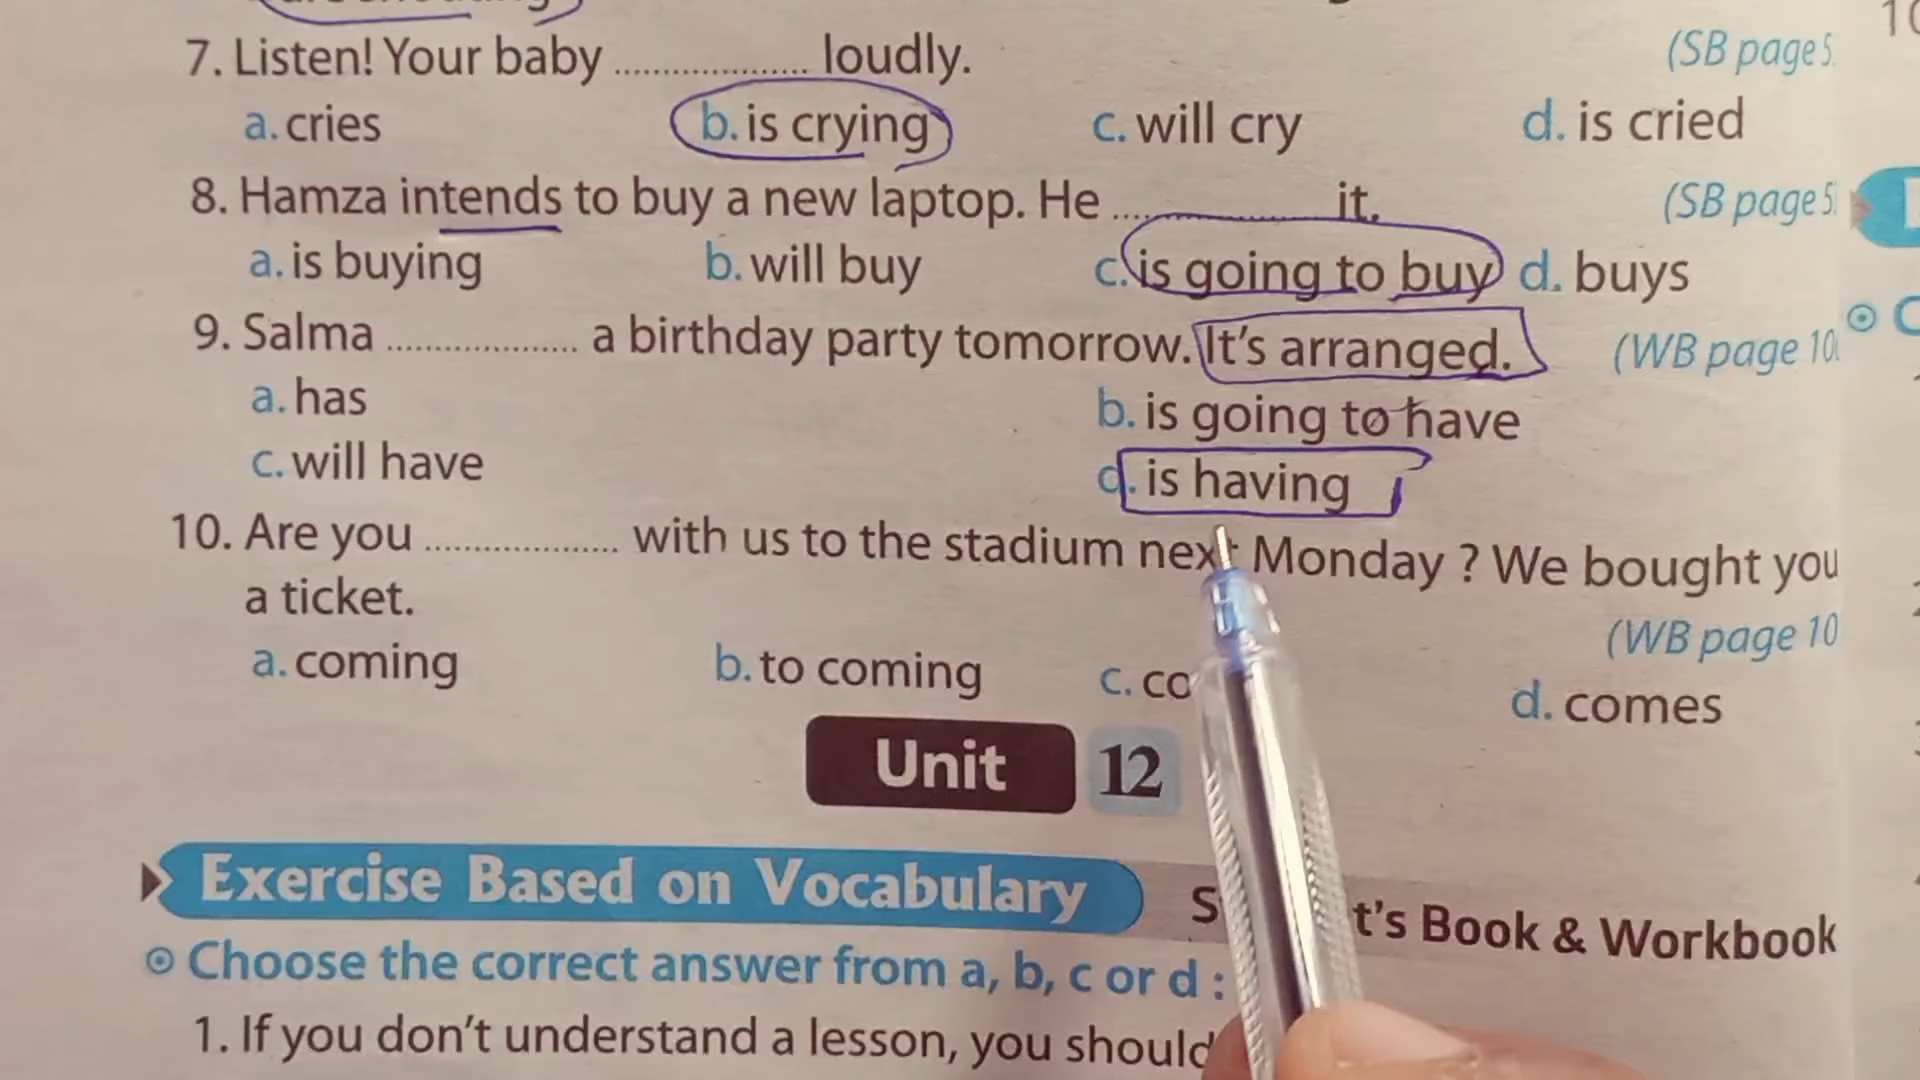 7. Listen! Your baby .................... loudly. (SB page 5
a. cries b. is crying c. will cry d. is cried
8. Hamza intends to buy a new laptop. He .................... it. (SB page 5
a. is buying b. will buy c. is going to buy d. buys
9. Salma .................... a birthday party tomorrow. It's arranged. (WB page 10
a. has b. is going to have
c. will have d. is having
10. Are you .................... with us to the stadium next Monday ? We bought you
a ticket. (WB page 10
a. coming b. to coming c. d. comes
Unit 12
Exercise Based on Vocabulary
t's Book & Workbook
Choose the correct answer from a, b, c or d :
1. If you don't understand a lesson, you should